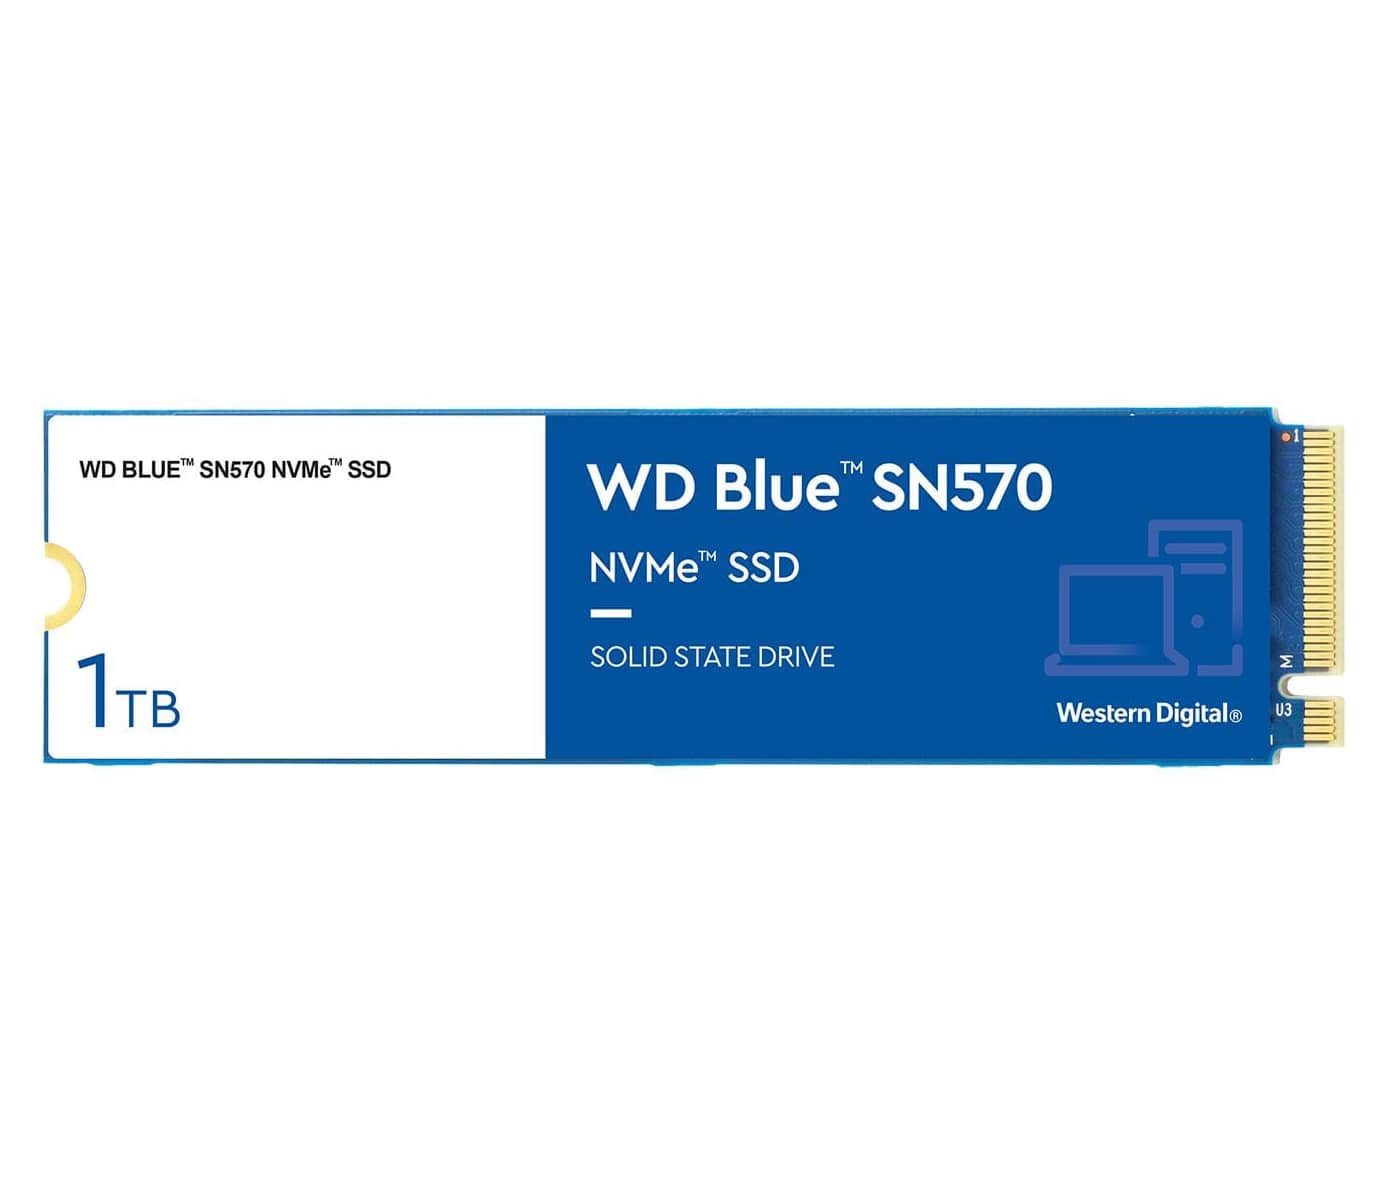 WD BLUE™ SN570 NVMe™ SSD
1TB
WD Blue™ SN570
NVMe™ SSD
SOLID STATE DRIVE
Western Digital®
1
M
U3